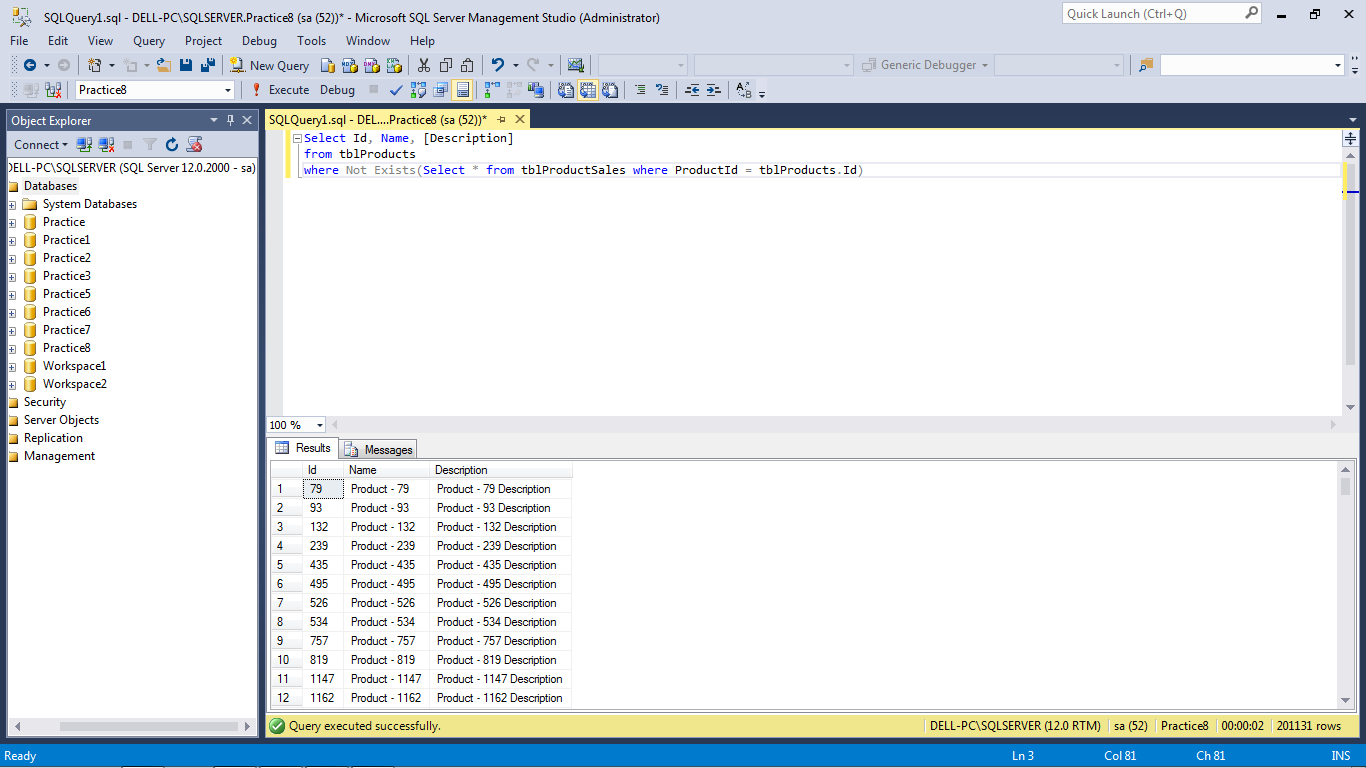 SQLQuery1.sql - DELL-PC\SQLSERVER.Practice8 (sa (52))* - Microsoft SQL Server Management Studio (Administrator)
Quick Launch (Ctrl+Q)
File Edit View Query Project Debug Tools Window Help
New Query
Generic Debugger
Practice8
Execute Debug
Object Explorer
Connect
DELL-PC\SQLSERVER (SQL Server 12.0.2000 - sa)
Databases
System Databases
Practice
Practice1
Practice2
Practice3
Practice5
Practice6
Practice7
Practice8
Workspace1
Workspace2
Security
Server Objects
Replication
Management
SQLQuery1.sql - DEL....Practice8 (sa (52))*
Select Id, Name, [Description]
from tblProducts
where Not Exists(Select * from tblProductSales where ProductId = tblProducts.Id)
100 %
Results Messages
Id Name Description
1 79 Product - 79 Product - 79 Description
2 93 Product - 93 Product - 93 Description
3 132 Product - 132 Product - 132 Description
4 239 Product - 239 Product - 239 Description
5 435 Product - 435 Product - 435 Description
6 495 Product - 495 Product - 495 Description
7 526 Product - 526 Product - 526 Description
8 534 Product - 534 Product - 534 Description
9 757 Product - 757 Product - 757 Description
10 819 Product - 819 Product - 819 Description
11 1147 Product - 1147 Product - 1147 Description
12 1162 Product - 1162 Product - 1162 Description
Query executed successfully.
DELL-PC\SQLSERVER (12.0 RTM) sa (52) Practice8 00:00:02 201131 rows
Ready Ln 3 Col 81 Ch 81 INS